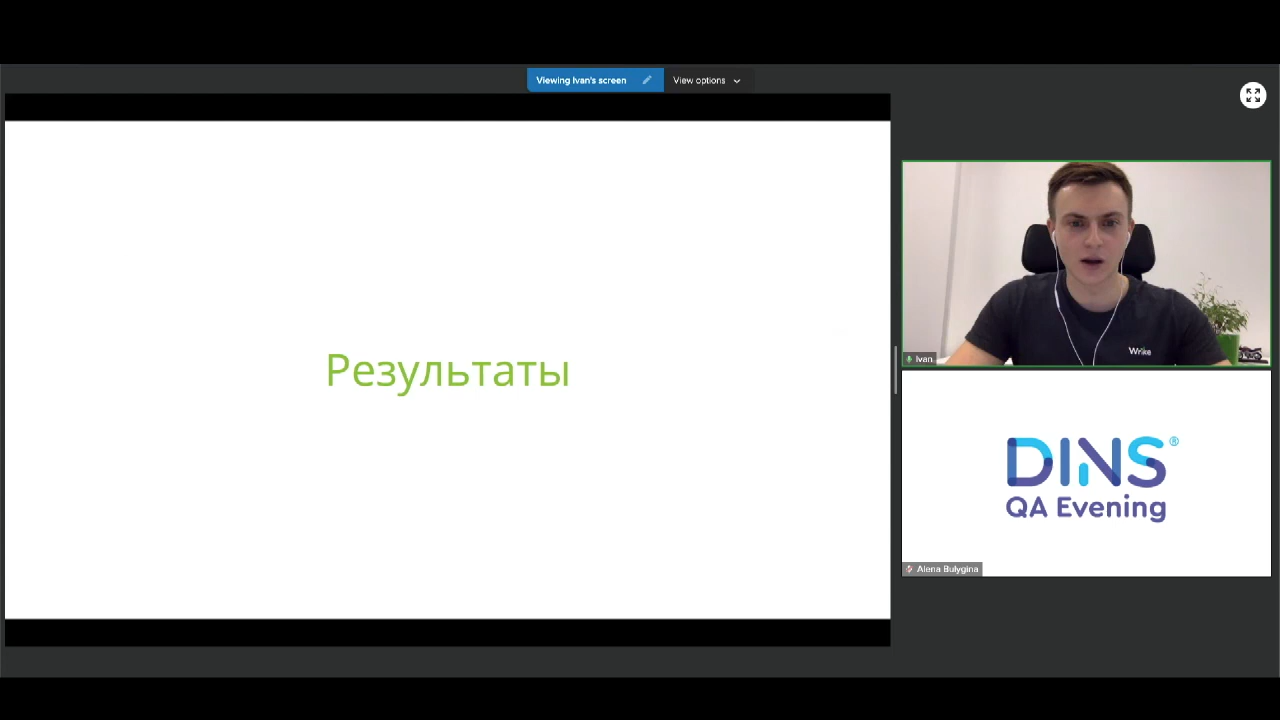 Viewing Ivan's screen
View options
Результаты
Wrike
Ivan
DINS®
QA Evening
Alena Bulygina